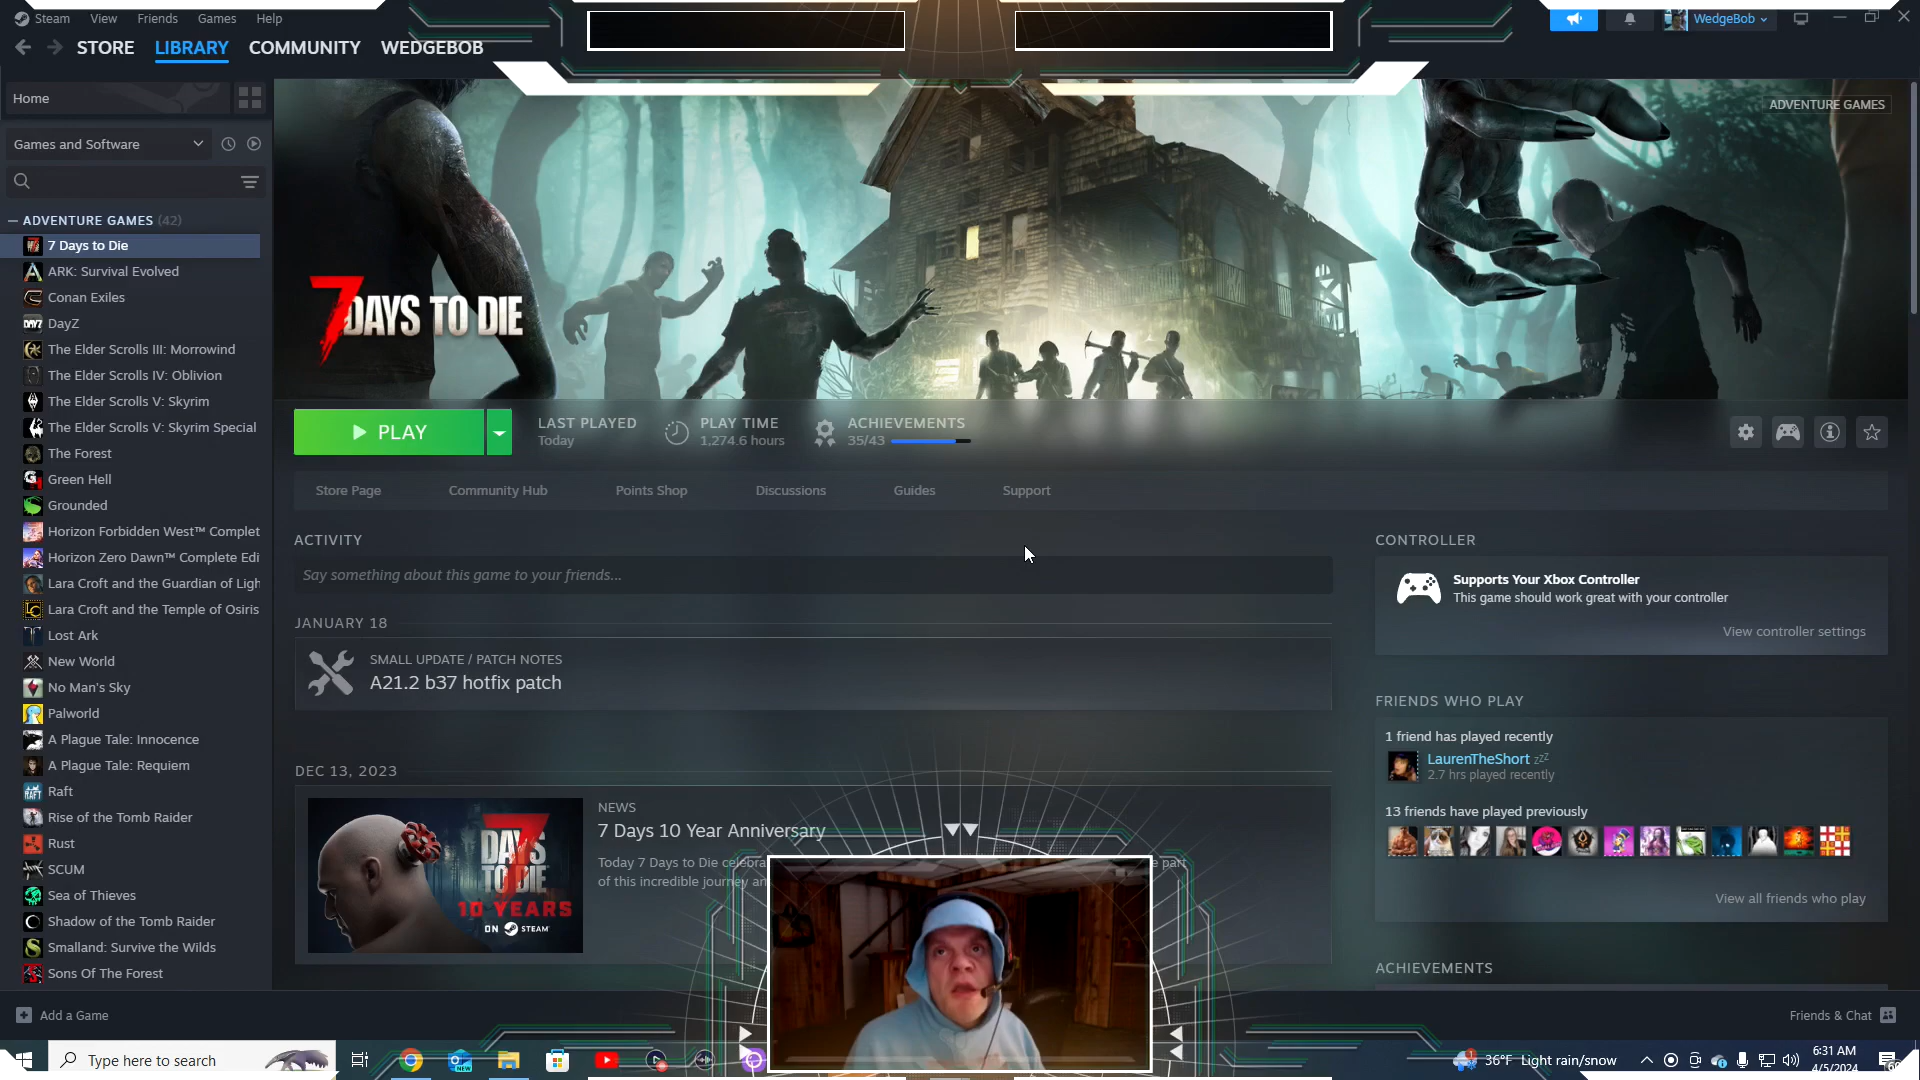 Steam View Friends Games Help
WedgeBob
STORE LIBRARY COMMUNITY WEDGEBOB
Home
ADVENTURE GAMES
Games and Software
ADVENTURE GAMES (42)
7 Days to Die
ARK: Survival Evolved
Conan Exiles
DayZ
The Elder Scrolls III: Morrowind
The Elder Scrolls IV: Oblivion
The Elder Scrolls V: Skyrim
The Elder Scrolls V: Skyrim Special
The Forest
Green Hell
Grounded
Horizon Forbidden West™ Complet
Horizon Zero Dawn™ Complete Edi
Lara Croft and the Guardian of Ligh
Lara Croft and the Temple of Osiris
Lost Ark
New World
No Man's Sky
Palworld
A Plague Tale: Innocence
A Plague Tale: Requiem
Raft
Rise of the Tomb Raider
Rust
SCUM
Sea of Thieves
Shadow of the Tomb Raider
Smalland: Survive the Wilds
Sons Of The Forest
Add a Game
7 DAYS TO DIE
PLAY
LAST PLAYED
Today
PLAY TIME
1,274.6 hours
ACHIEVEMENTS
35/43
Store Page Community Hub Points Shop Discussions Guides Support
ACTIVITY
Say something about this game to your friends...
JANUARY 18
SMALL UPDATE / PATCH NOTES
A21.2 b37 hotfix patch
DEC 13, 2023
7 DAYS TO DIE
10 YEARS
ON STEAM
NEWS
7 Days 10 Year Anniversary
Today 7 Days to Die celebra
e part
of this incredible journey an
CONTROLLER
Supports Your Xbox Controller
This game should work great with your controller
View controller settings
FRIENDS WHO PLAY
1 friend has played recently
LaurenTheShort zzZ
2.7 hrs played recently
13 friends have played previously
View all friends who play
ACHIEVEMENTS
Friends & Chat
Type here to search
36°F Light rain/snow
6:31 AM
4/5/2024